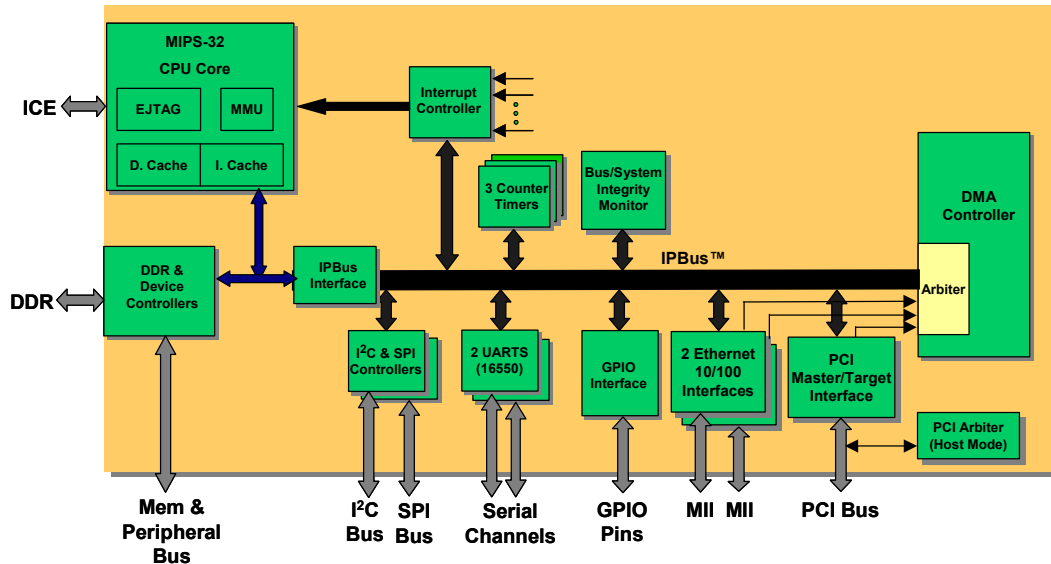 MIPS-32
CPU Core
EJTAG
MMU
D. Cache
I. Cache
ICE
Interrupt
Controller
3 Counter
Timers
Bus/System
Integrity
Monitor
DMA
Controller
Arbiter
IPBus™
IPBus
Interface
DDR &
Device
Controllers
DDR
I²C & SPI
Controllers
2 UARTS
(16550)
GPIO
Interface
2 Ethernet
10/100
Interfaces
PCI
Master/Target
Interface
PCI Arbiter
(Host Mode)
Mem &
Peripheral
Bus
I²C
Bus
SPI
Bus
Serial
Channels
GPIO
Pins
MII
MII
PCI Bus